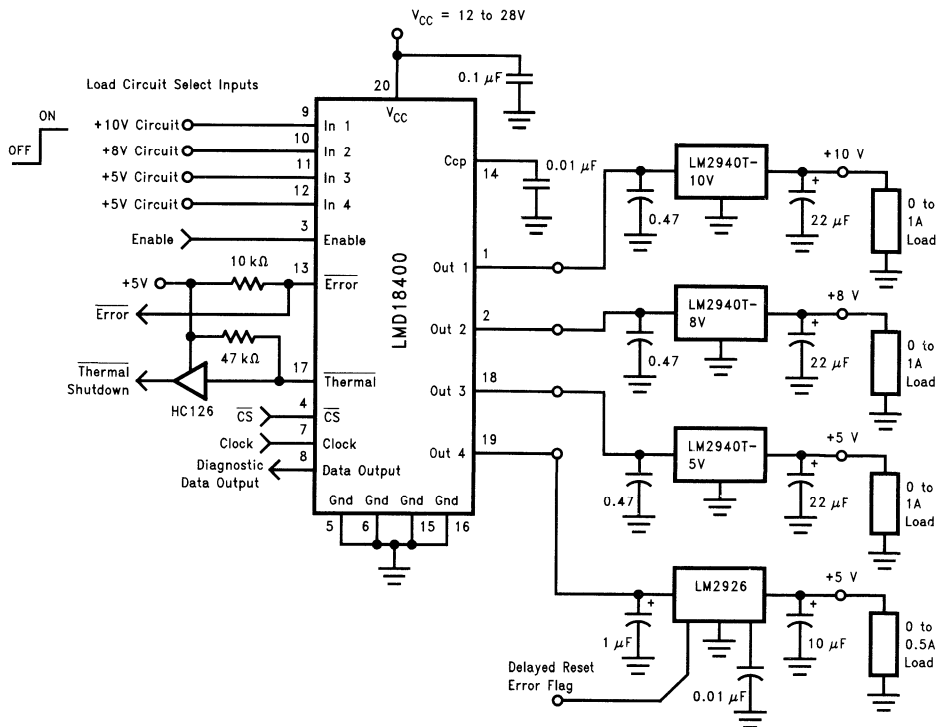 V_CC = 12 to 28V
0.1 μF
20
Load Circuit Select Inputs
V_CC
ON
OFF
+10V Circuit
9
In 1
+8V Circuit
10
In 2
+5V Circuit
11
In 3
+5V Circuit
12
In 4
Enable
3
Enable
+5V
10 kΩ
13
Error
Error
47 kΩ
Thermal
Shutdown
HC126
17
Thermal
CS
4
CS
Clock
7
Clock
Diagnostic
Data Output
8
Data Output
LMD18400
Ccp
14
0.01 μF
Out 1
1
Out 2
2
Out 3
18
Out 4
19
Gnd Gnd Gnd Gnd
5 6 15 16
0.47
LM2940T-
10V
22 μF
+10 V
0 to
1A
Load
0.47
LM2940T-
8V
22 μF
+8 V
0 to
1A
Load
0.47
LM2940T-
5V
22 μF
+5 V
0 to
1A
Load
1 μF
LM2926
10 μF
+5 V
0 to
0.5A
Load
Delayed Reset
Error Flag
0.01 μF